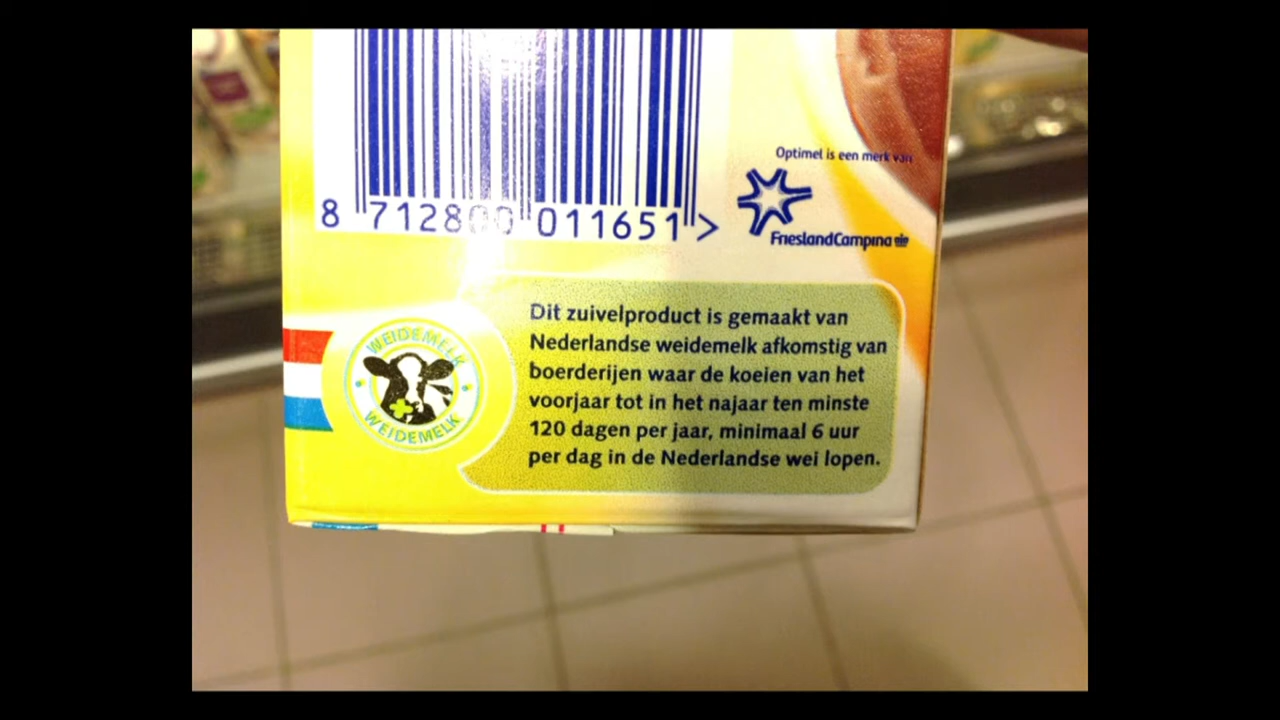 8 712800 011651 >
Optimel is een merk van
FrieslandCampina
WEIDEMELK
WEIDEMELK
Dit zuivelproduct is gemaakt van
Nederlandse weidemelk afkomstig van
boerderijen waar de koeien van het
voorjaar tot in het najaar ten minste
120 dagen per jaar, minimaal 6 uur
per dag in de Nederlandse wei lopen.